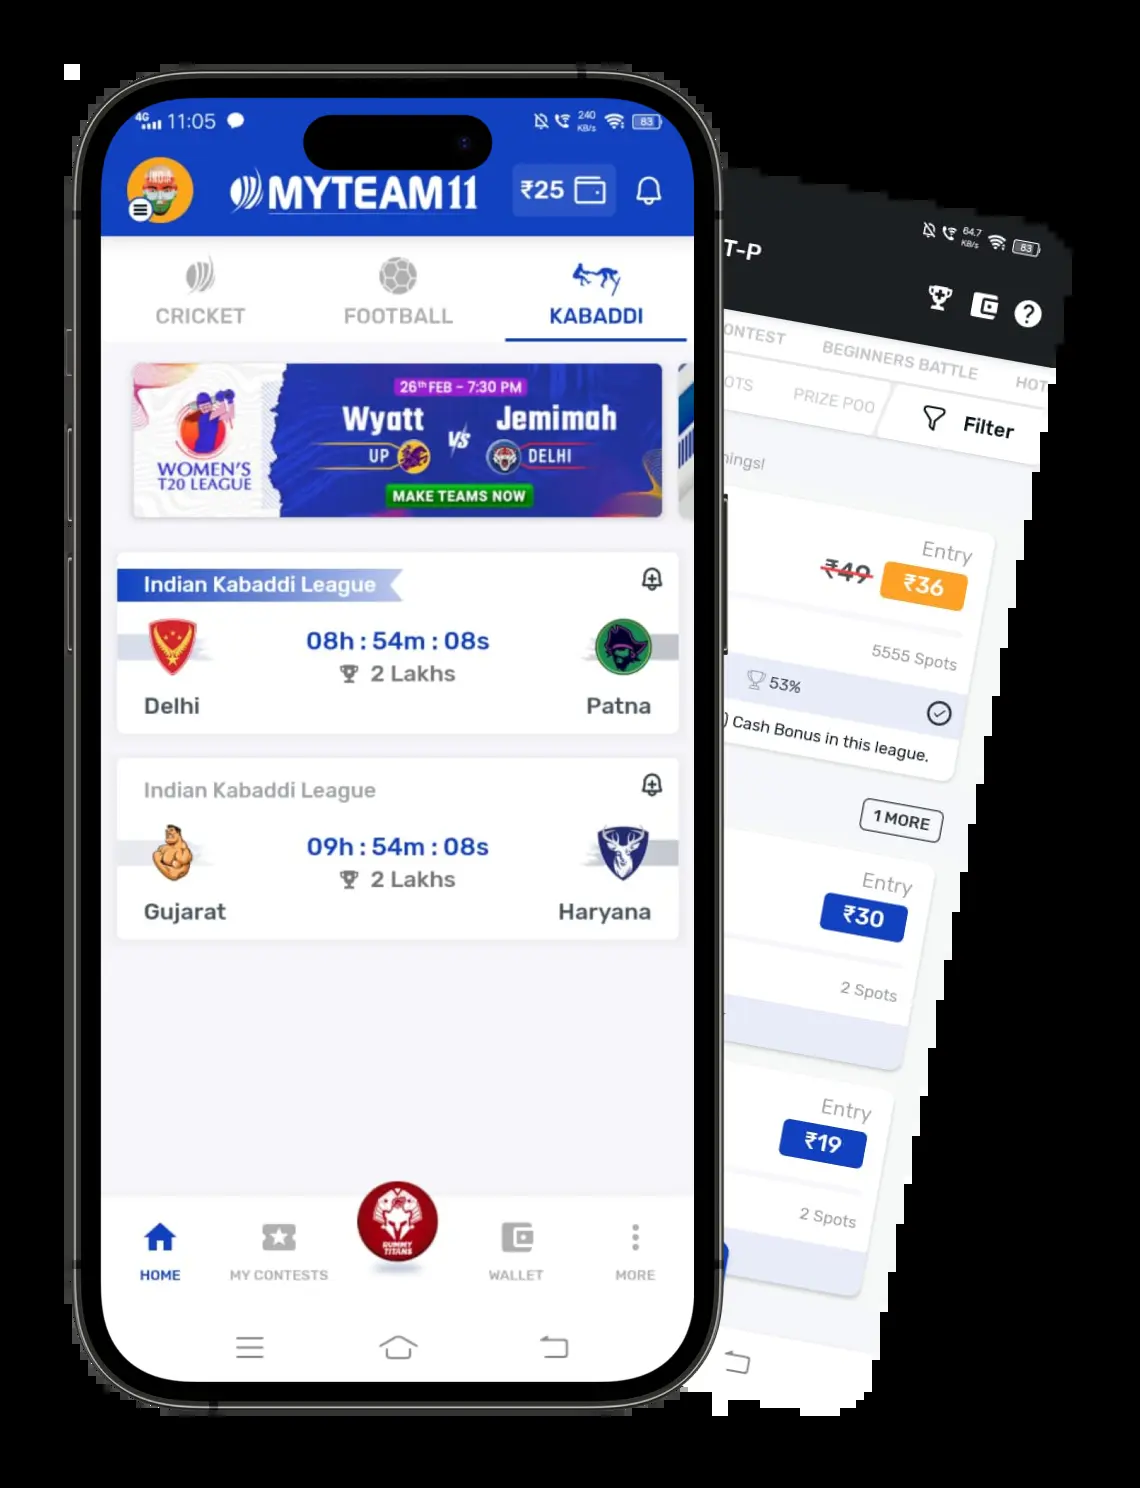 4G 11:05
240
KB/s
83
INDIA
MYTEAM11
₹25
CRICKET
FOOTBALL
KABADDI
26th FEB - 7:30 PM
Wyatt
VS
Jemimah
UP
DELHI
WOMEN'S
T20 LEAGUE
MAKE TEAMS NOW
Indian Kabaddi League
08h : 54m : 08s
2 Lakhs
Delhi
Patna
Indian Kabaddi League
09h : 54m : 08s
2 Lakhs
Gujarat
Haryana
RUMMY
TITANS
HOME
MY CONTESTS
WALLET
MORE
64.7
KB/s
83
T-P
ONTEST
BEGINNERS BATTLE
HOT
OTS
PRIZE POO
Filter
nings!
Entry
₹49
₹36
5555 Spots
53%
) Cash Bonus in this league.
1 MORE
Entry
₹30
2 Spots
Entry
₹19
2 Spots